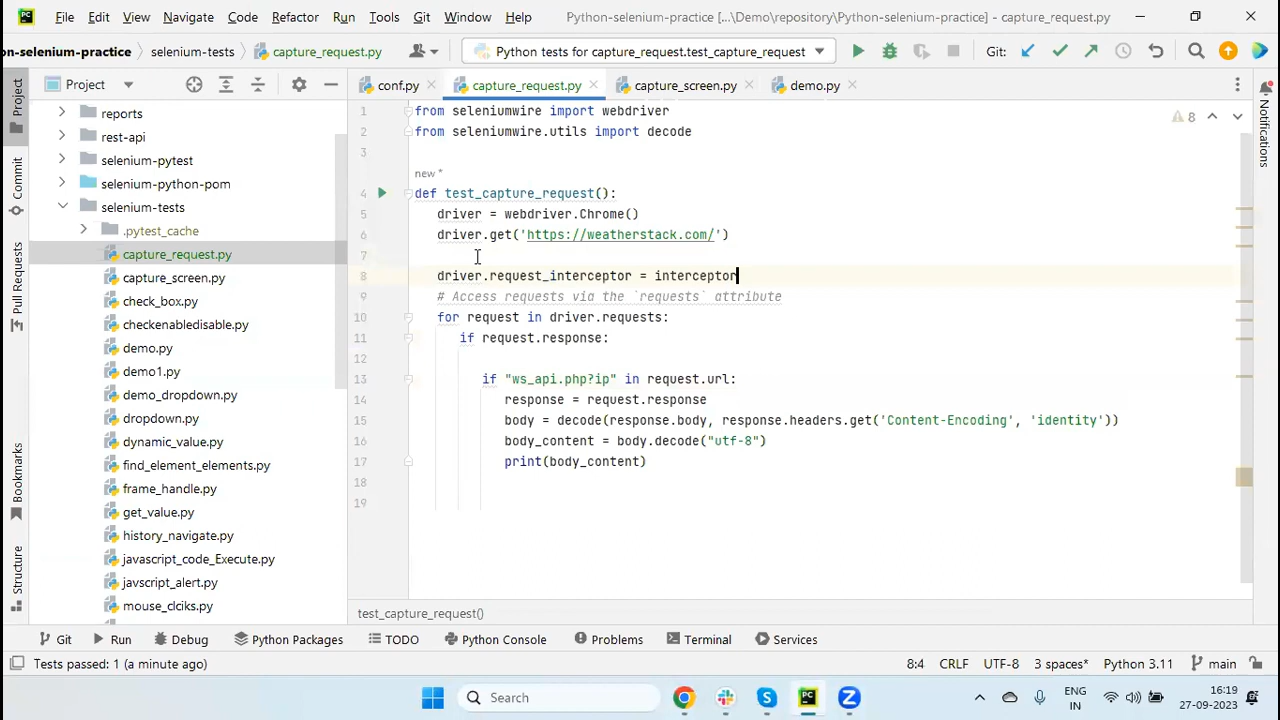 File Edit View Navigate Code Refactor Run Tools Git Window Help Python-selenium-practice [...\Demo\repository\Python-selenium-practice] - capture_request.py
on-selenium-practice selenium-tests capture_request.py Python tests for capture_request.test_capture_request Git:
Project
conf.py capture_request.py capture_screen.py demo.py
reports
rest-api
selenium-pytest
selenium-python-pom
selenium-tests
.pytest_cache
capture_request.py
capture_screen.py
check_box.py
checkenabledisable.py
demo.py
demo1.py
demo_dropdown.py
dropdown.py
dynamic_value.py
find_element_elements.py
frame_handle.py
get_value.py
history_navigate.py
javascript_code_Execute.py
javscript_alert.py
mouse_clciks.py
Project
Commit
Pull Requests
Bookmarks
Structure
1 from seleniumwire import webdriver
2 from seleniumwire.utils import decode
3
new *
4 def test_capture_request():
5 driver = webdriver.Chrome()
6 driver.get('https://weatherstack.com/')
7
8 driver.request_interceptor = interceptor
9 # Access requests via the `requests` attribute
10 for request in driver.requests:
11 if request.response:
12
13 if "ws_api.php?ip" in request.url:
14 response = request.response
15 body = decode(response.body, response.headers.get('Content-Encoding', 'identity'))
16 body_content = body.decode("utf-8")
17 print(body_content)
18
19
8
Notifications
test_capture_request()
Git Run Debug Python Packages TODO Python Console Problems Terminal Services
Tests passed: 1 (a minute ago) 8:4 CRLF UTF-8 3 spaces* Python 3.11 main
Search
ENG
IN
16:19
27-09-2023